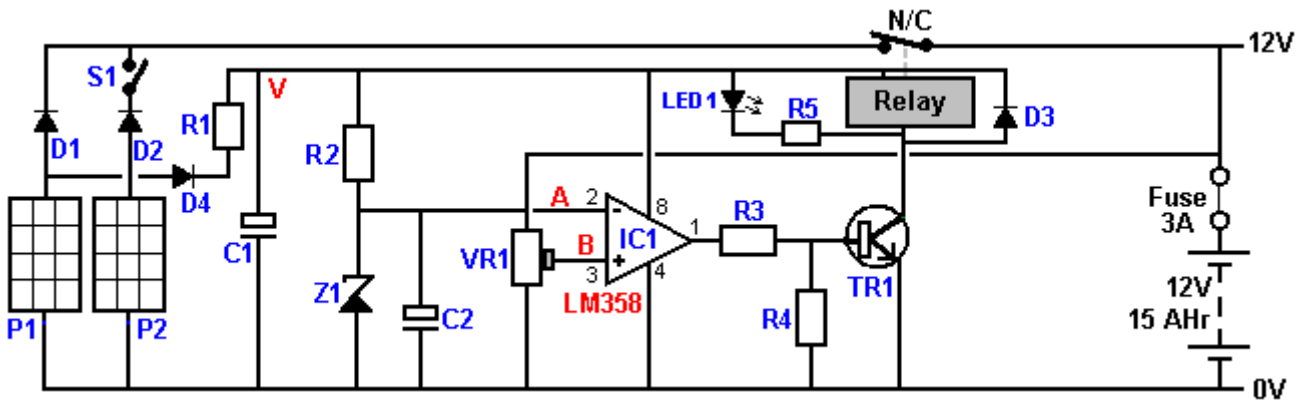 N/C
12V
S1
V
LED1
R5
Relay
D3
D1
D2
R1
R2
D4
A
2
8
Fuse
3A
R3
1
B
IC1
VR1
3
4
C1
LM358
TR1
Z1
C2
R4
12V
15 AHr
P1
P2
0V